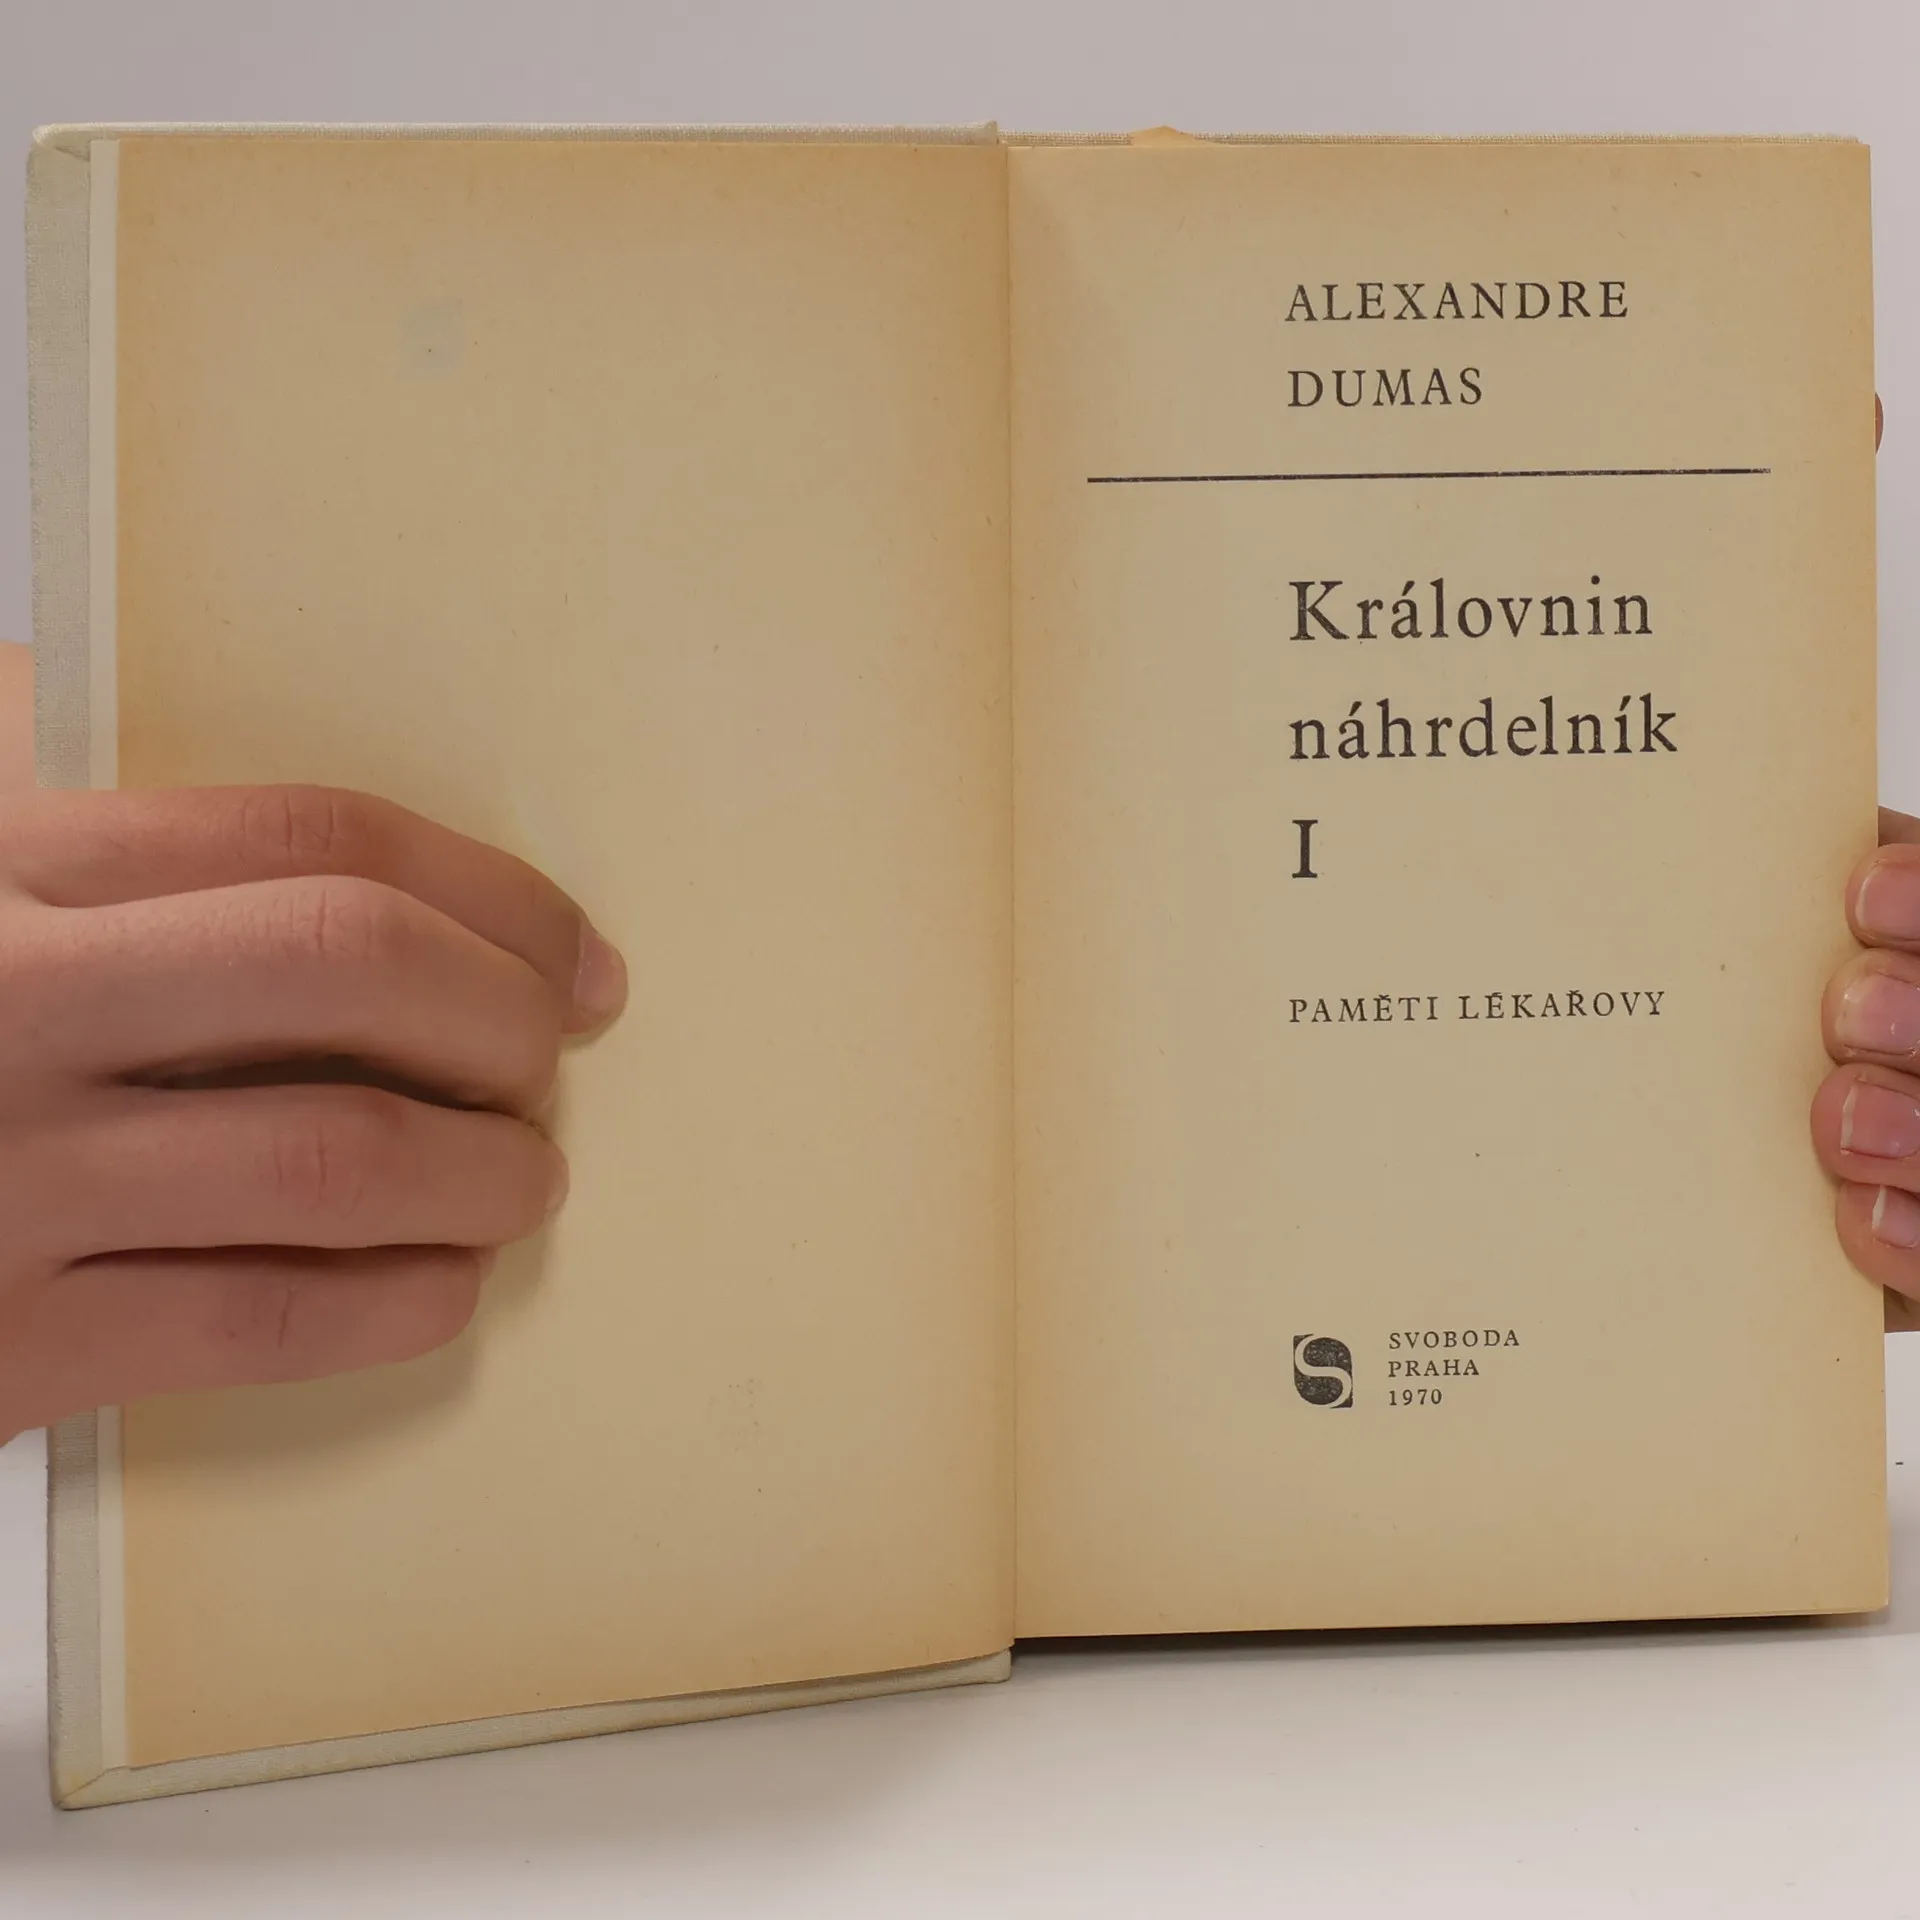 ALEXANDRE
DUMAS
Královnin
náhrdelník
I
PAMĚTI LÉKAŘOVY
SVOBODA
PRAHA
1970